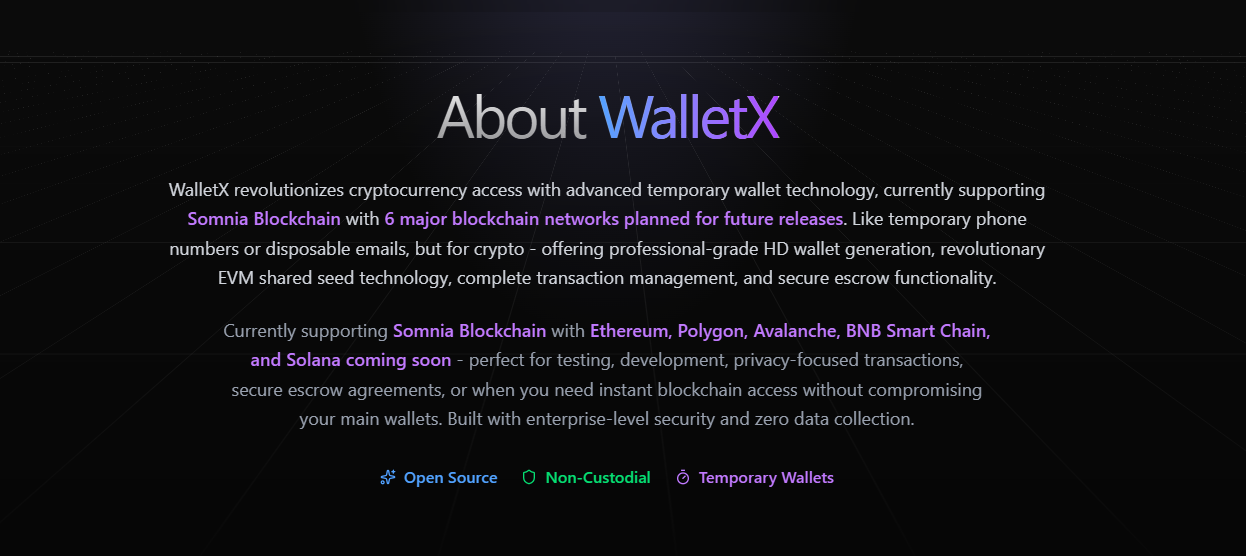 About WalletX
WalletX revolutionizes cryptocurrency access with advanced temporary wallet technology, currently supporting
Somnia Blockchain with 6 major blockchain networks planned for future releases. Like temporary phone
numbers or disposable emails, but for crypto - offering professional-grade HD wallet generation, revolutionary
EVM shared seed technology, complete transaction management, and secure escrow functionality.
Currently supporting Somnia Blockchain with Ethereum, Polygon, Avalanche, BNB Smart Chain,
and Solana coming soon - perfect for testing, development, privacy-focused transactions,
secure escrow agreements, or when you need instant blockchain access without compromising
your main wallets. Built with enterprise-level security and zero data collection.
Open Source Non-Custodial Temporary Wallets